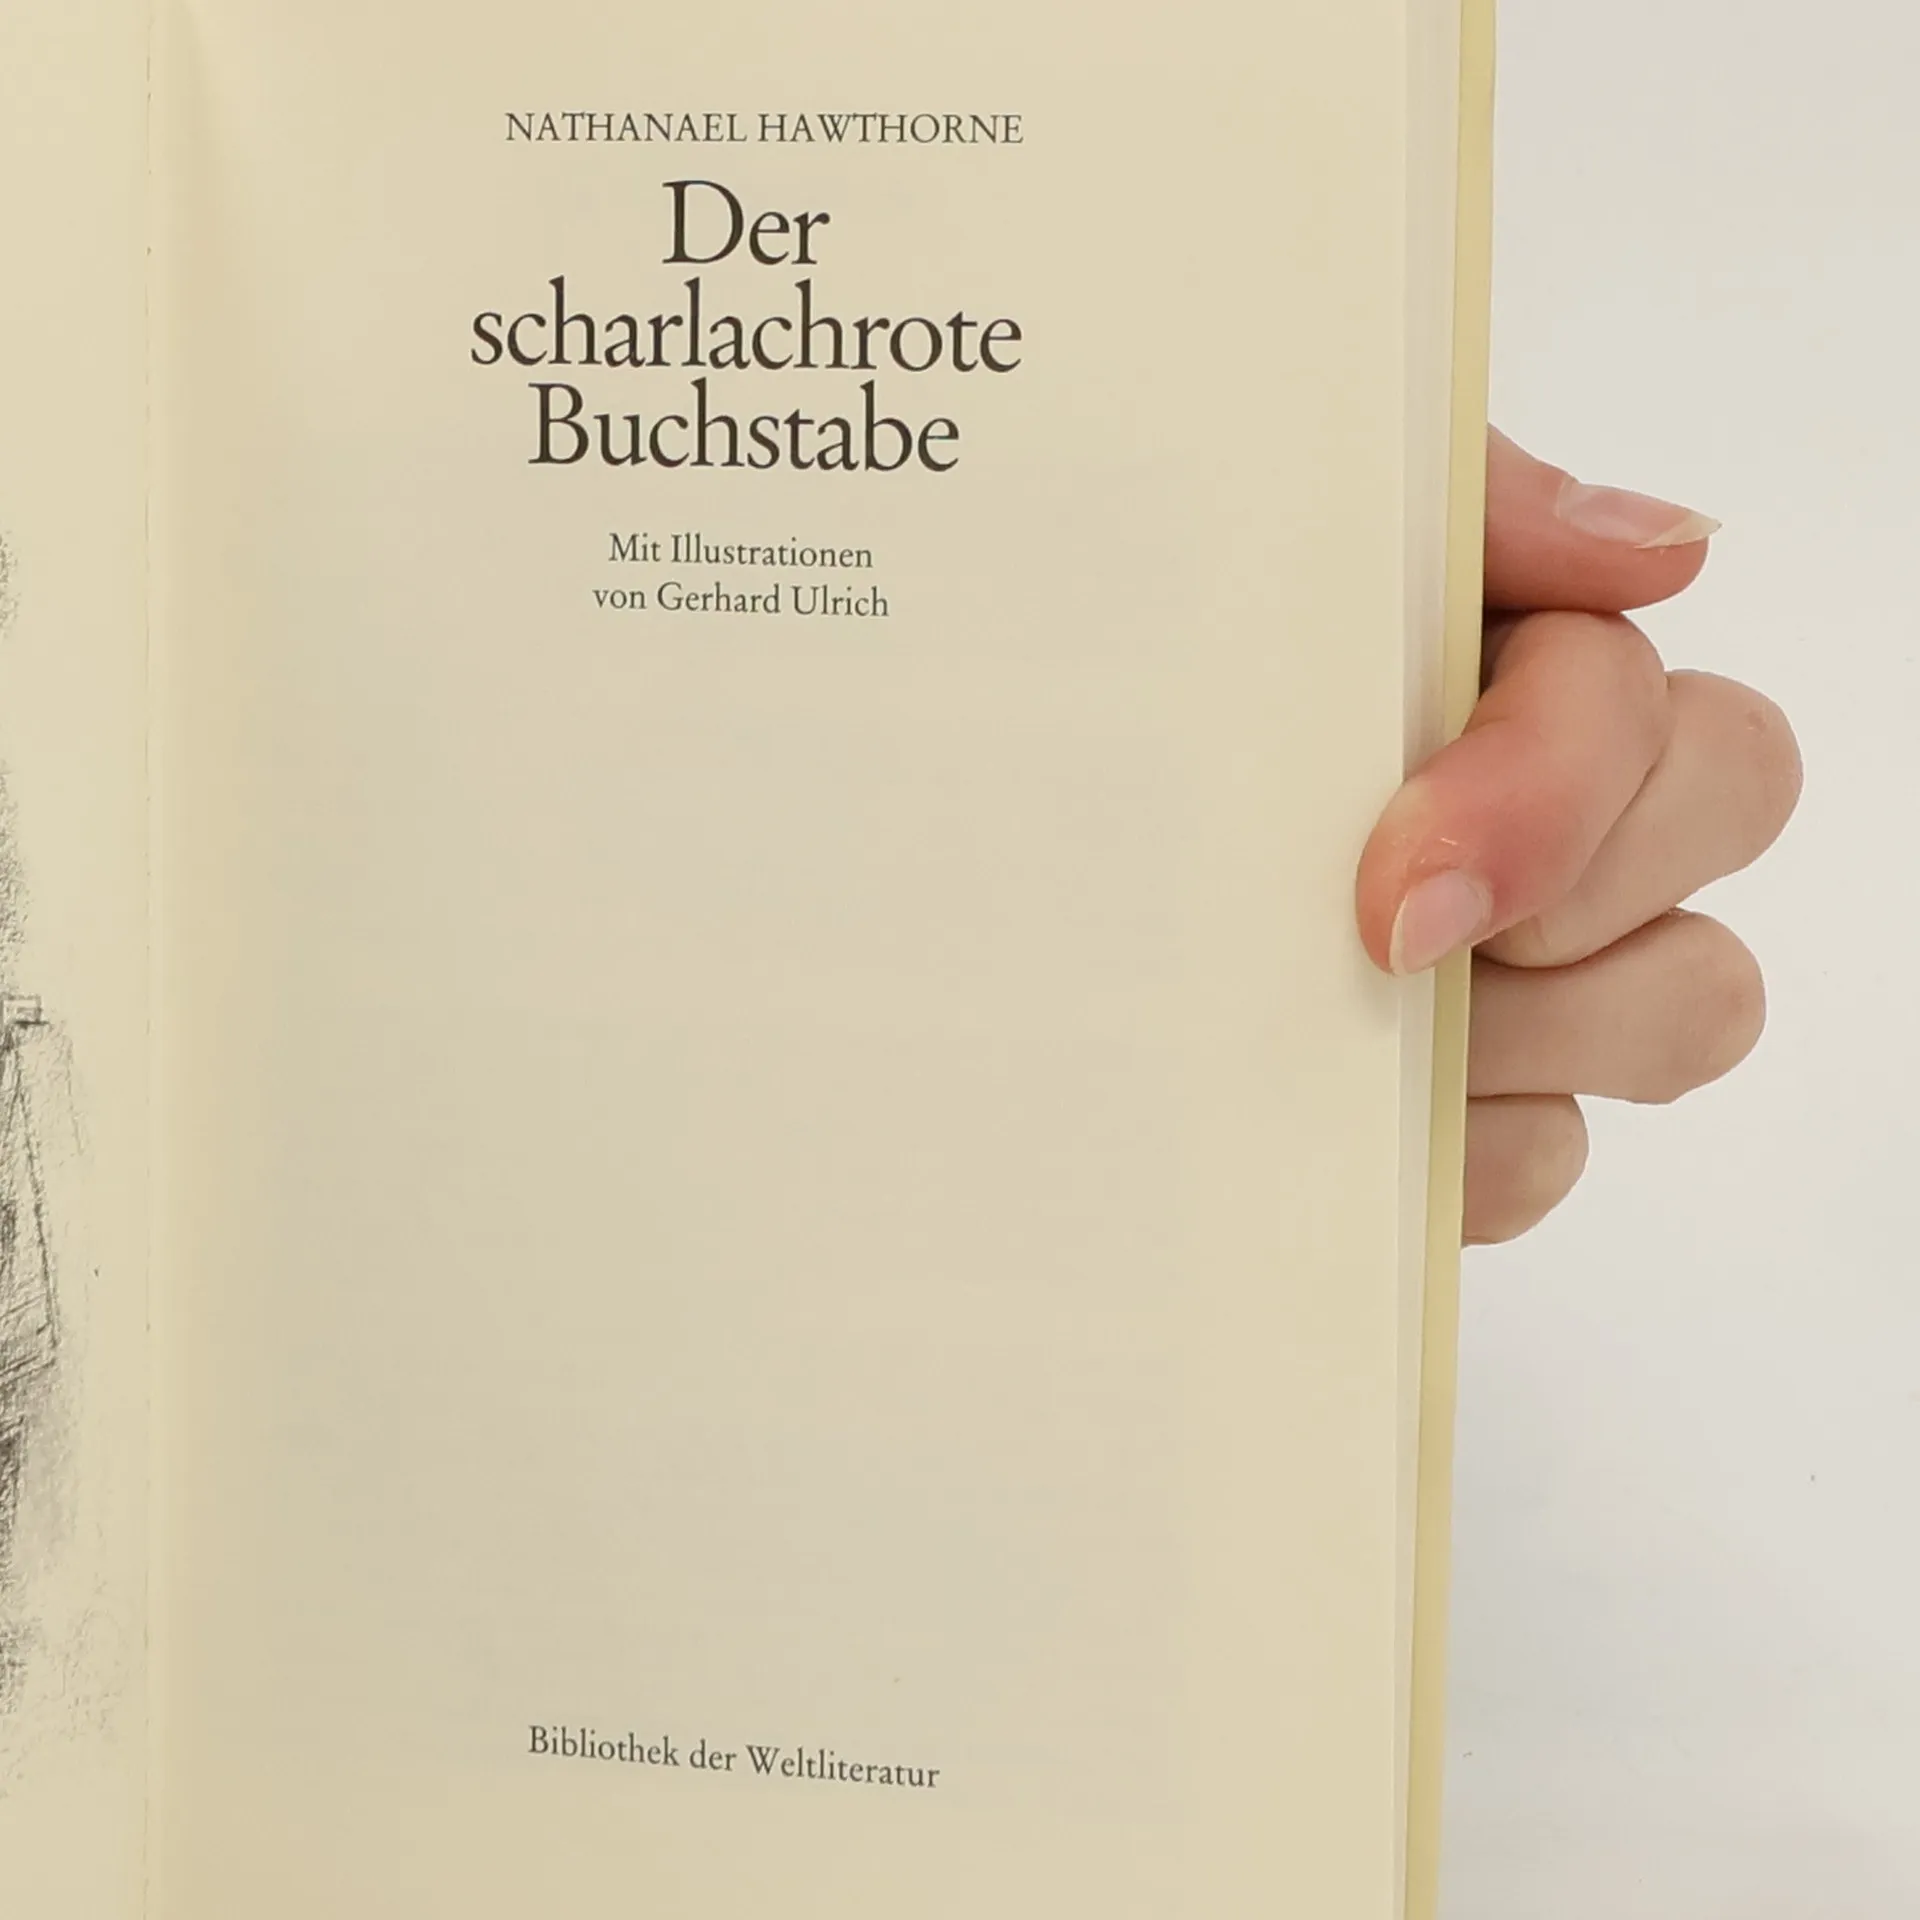 NATHANAEL HAWTHORNE
Der
scharlachrote
Buchstabe
Mit Illustrationen
von Gerhard Ulrich
Bibliothek der Weltliteratur